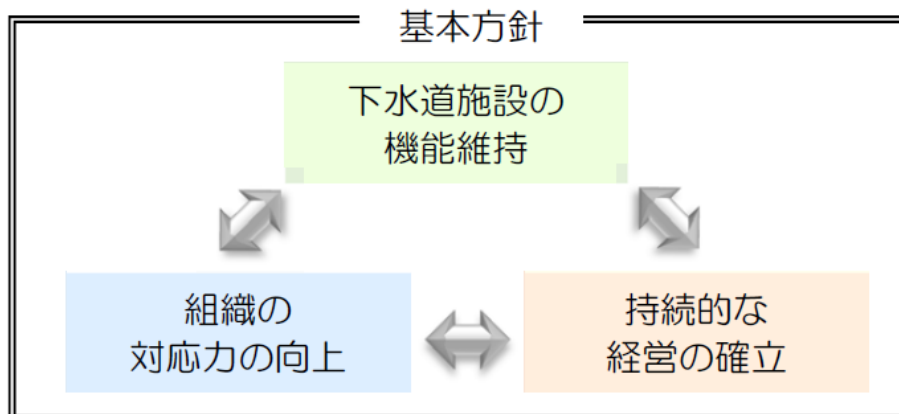 基本方針
下水道施設の
機能維持
組織の
対応力の向上
持続的な
経営の確立